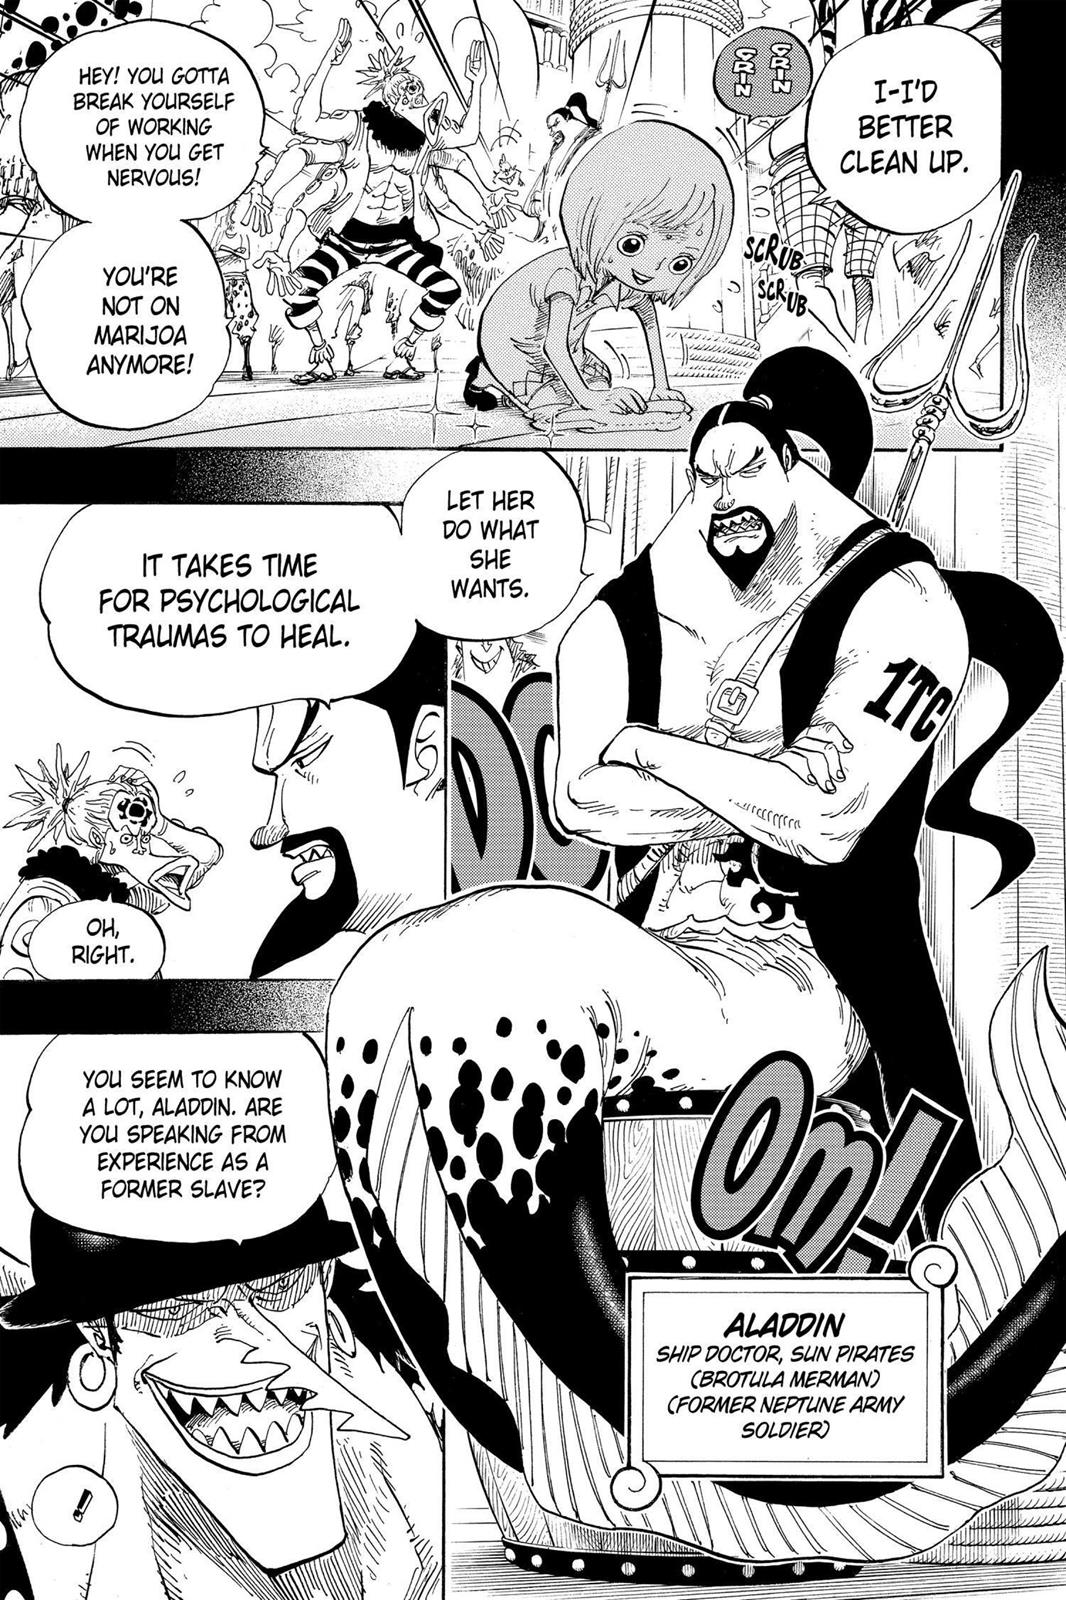 I-I'D
BETTER
CLEAN UP.
GRIN
GRIN
SCRUB
SCRUB
HEY! YOU GOTTA
BREAK YOURSELF
OF WORKING
WHEN YOU GET
NERVOUS!
YOU'RE
NOT ON
MARIJOA
ANYMORE!
LET HER
DO WHAT
SHE
WANTS.
1TC
IT TAKES TIME
FOR PSYCHOLOGICAL
TRAUMAS TO HEAL.
OH,
RIGHT.
YOU SEEM TO KNOW
A LOT, ALADDIN. ARE
YOU SPEAKING FROM
EXPERIENCE AS A
FORMER SLAVE?
!
ALADDIN
SHIP DOCTOR, SUN PIRATES
(BROTULA MERMAN)
(FORMER NEPTUNE ARMY
SOLDIER)